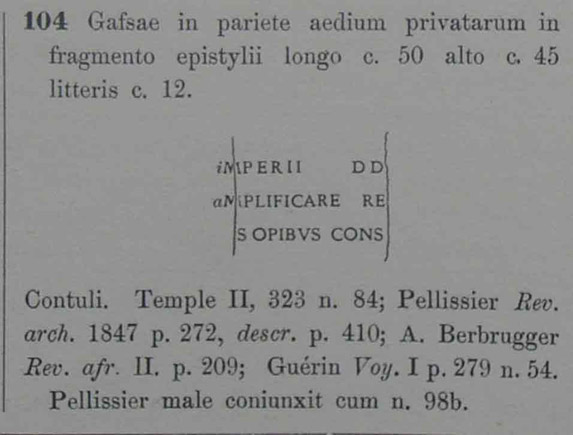 104 Gafsae in pariete aedium privatarum in
fragmento epistylii longo c. 50 alto c. 45
litteris c. 12.
iMPERII DD
aMPLIFICARE RE
S OPIBVS CONS
Contuli. Temple II, 323 n. 84; Pellissier Rev.
arch. 1847 p. 272, descr. p. 410; A. Berbrugger
Rev. afr. II. p. 209; Guérin Voy. I p. 279 n. 54.
Pellissier male coniunxit cum n. 98b.